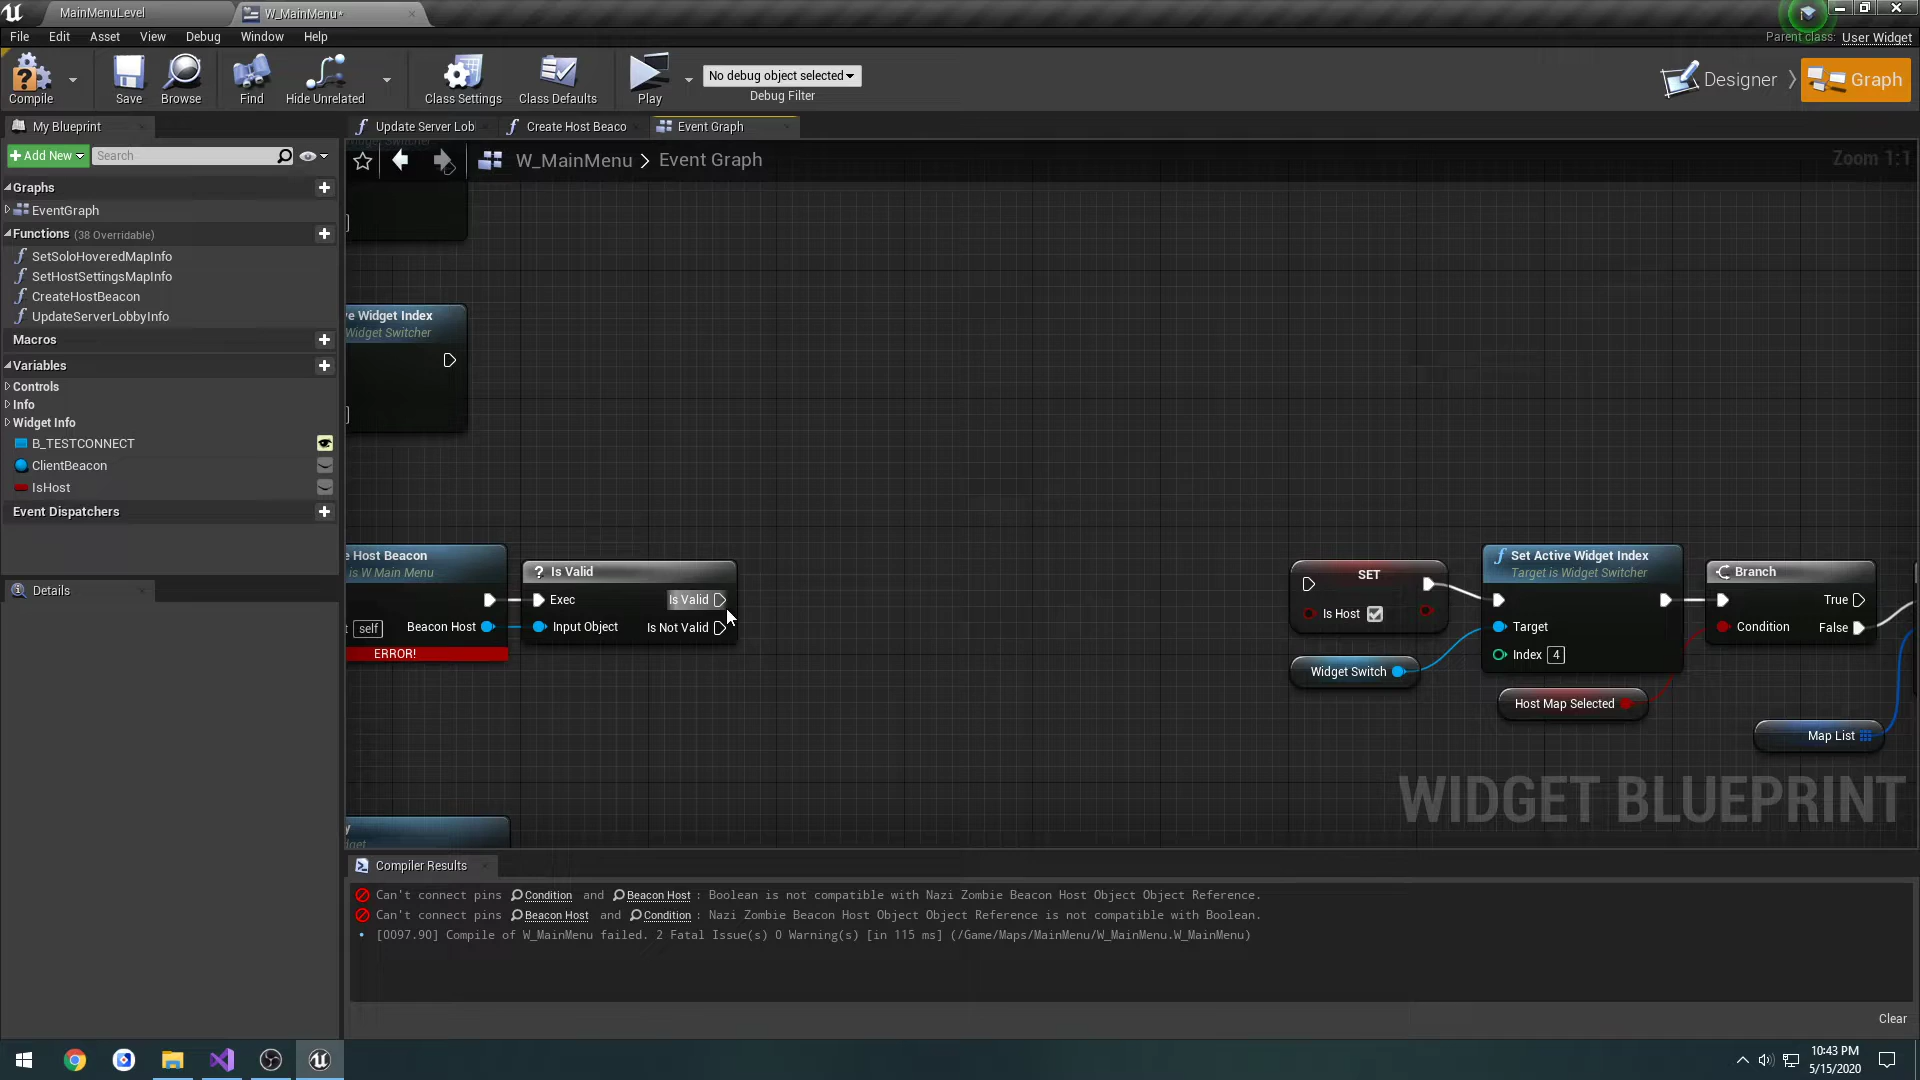 MainMenuLevel
W_MainMenu*
File Edit Asset View Debug Window Help
Parent class: User Widget
Compile
Save
Browse
Find
Hide Unrelated
Class Settings
Class Defaults
Play
No debug object selected
Debug Filter
Designer
Graph
My Blueprint
Update Server Lob
Create Host Beaco
Event Graph
Add New
Search
W_MainMenu > Event Graph
Zoom 1:1
Graphs
EventGraph
Functions (38 Overridable)
SetSoloHoveredMapInfo
SetHostSettingsMapInfo
CreateHostBeacon
UpdateServerLobbyInfo
Macros
Variables
Controls
Info
Widget Info
B_TESTCONNECT
ClientBeacon
IsHost
Event Dispatchers
Details
ve Widget Index
Widget Switcher
e Host Beacon
is W Main Menu
self
Beacon Host
ERROR!
? Is Valid
Exec
Is Valid
Input Object
Is Not Valid
SET
Is Host
Widget Switch
Set Active Widget Index
Target is Widget Switcher
Target
Index 4
Host Map Selected
Branch
True
Condition
False
Map List
WIDGET BLUEPRINT
Compiler Results
Can't connect pins Condition and Beacon Host : Boolean is not compatible with Nazi Zombie Beacon Host Object Object Reference.
Can't connect pins Beacon Host and Condition : Nazi Zombie Beacon Host Object Object Reference is not compatible with Boolean.
[0097.90] Compile of W_MainMenu failed. 2 Fatal Issue(s) 0 Warning(s) [in 115 ms] (/Game/Maps/MainMenu/W_MainMenu.W_MainMenu)
Clear
10:43 PM
5/15/2020